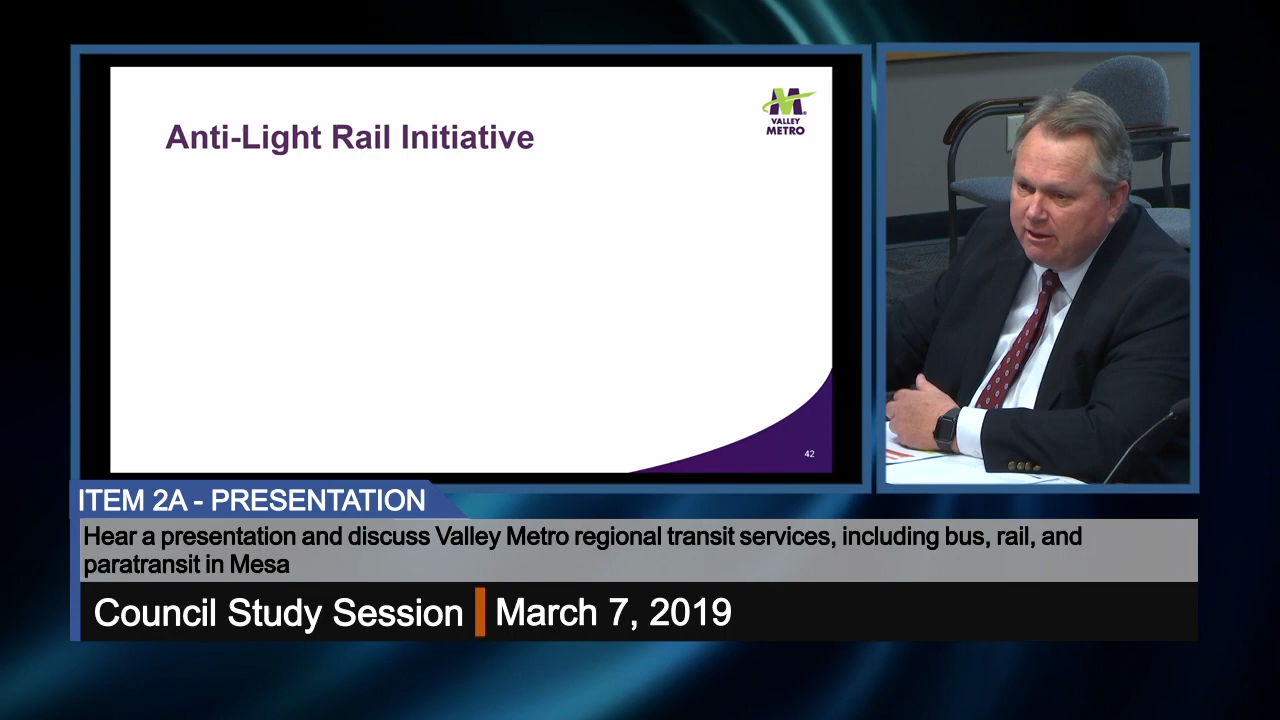 Anti-Light Rail Initiative
VALLEY
METRO
42
ITEM 2A - PRESENTATION
Hear a presentation and discuss Valley Metro regional transit services, including bus, rail, and
paratransit in Mesa
Council Study Session
March 7, 2019